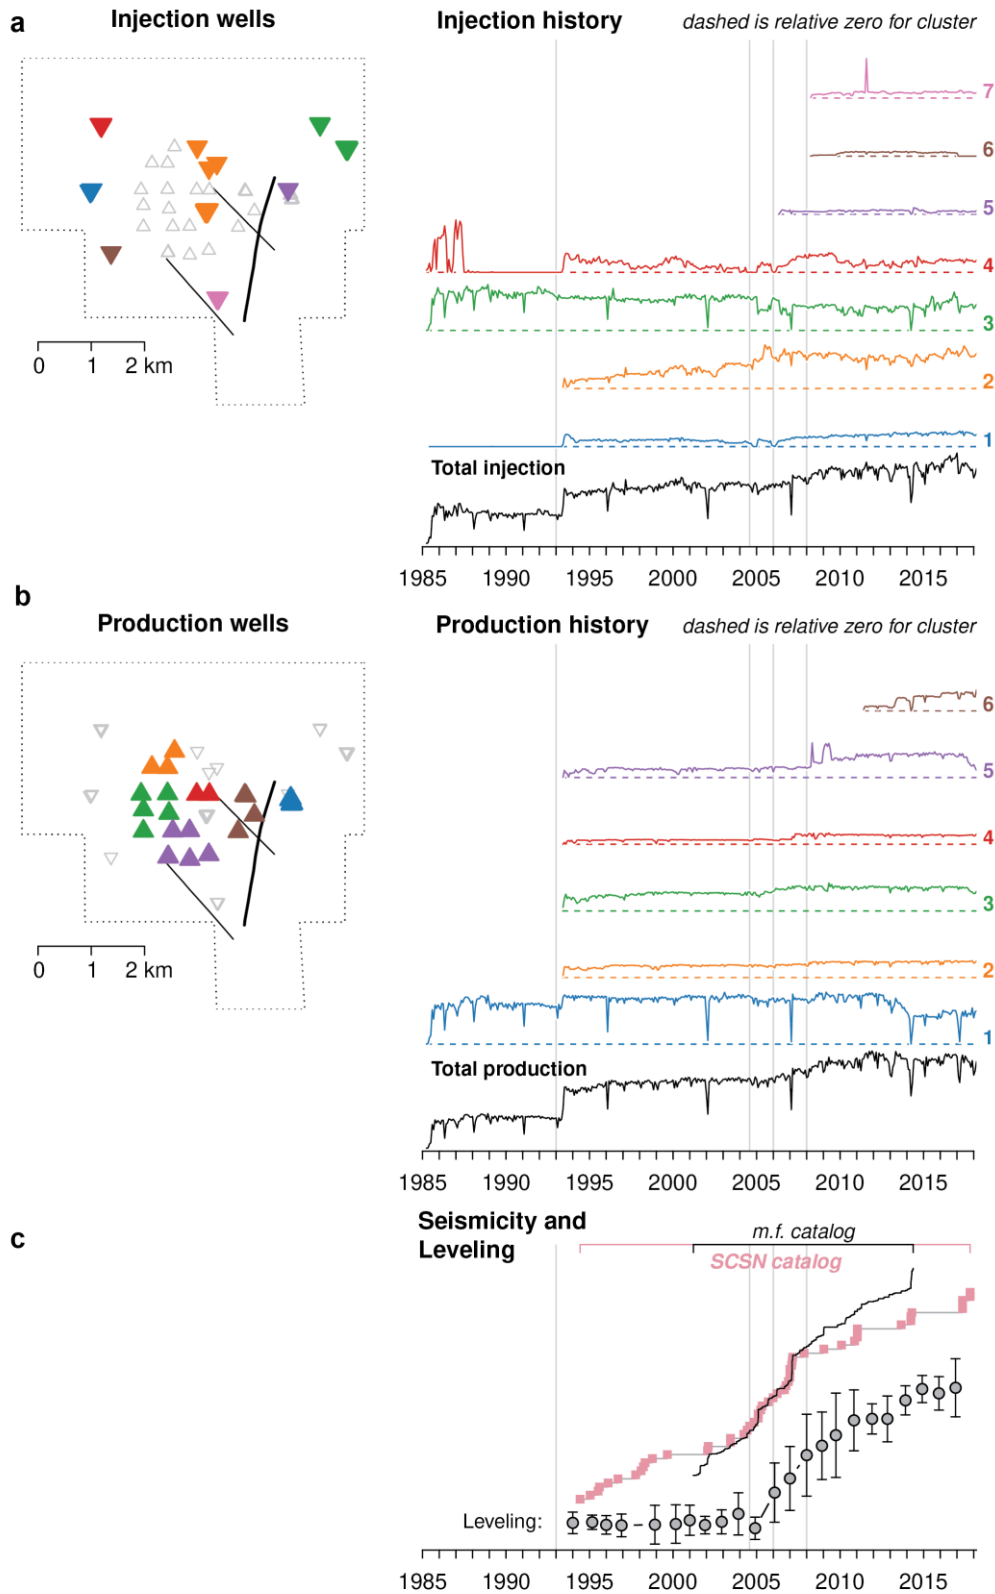 a
Injection wells
Injection history
dashed is relative zero for cluster
7
6
5
4
3
2
1
Total injection
0 1 2 km
1985 1990 1995 2000 2005 2010 2015
b
Production wells
Production history
dashed is relative zero for cluster
6
5
4
3
2
1
Total production
0 1 2 km
1985 1990 1995 2000 2005 2010 2015
c
Seismicity and
Leveling
m.f. catalog
SCSN catalog
Leveling:
1985 1990 1995 2000 2005 2010 2015